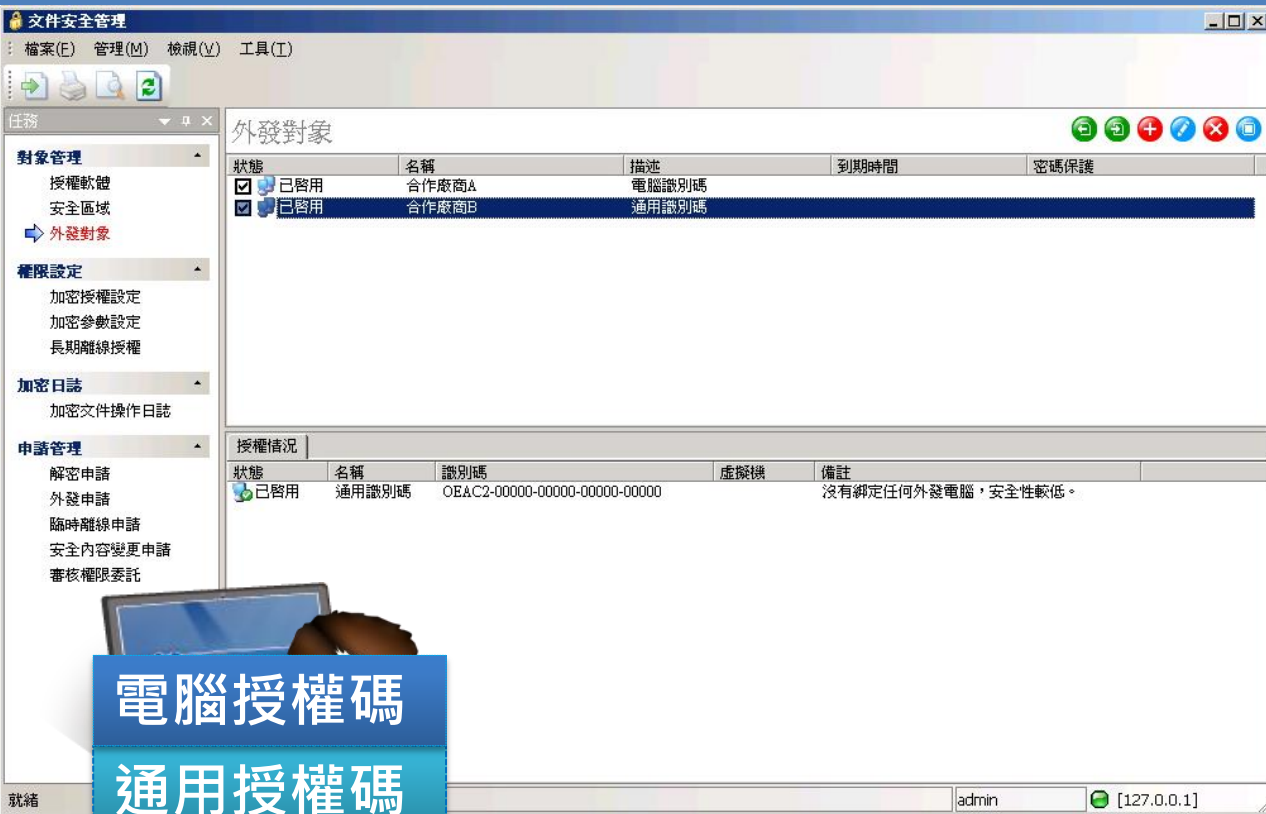 文件安全管理
檔案(F) 管理(M) 檢視(V) 工具(T)
任務
對象管理
授權軟體
安全區域
外發對象
權限設定
加密授權設定
加密參數設定
長期離線授權
加密日誌
加密文件操作日誌
申請管理
解密申請
外發申請
臨時離線申請
安全內容變更申請
審核權限委託
外發對象
狀態 名稱 描述 到期時間 密碼保護
已啓用 合作廠商A 電腦識別碼
已啓用 合作廠商B 通用識別碼
授權情況
狀態 名稱 識別碼 虛擬機 備註
已啓用 通用識別碼 OEAC2-00000-00000-00000-00000 沒有綁定任何外發電腦，安全性較低。
電腦授權碼
通用授權碼
就緒 admin [127.0.0.1]